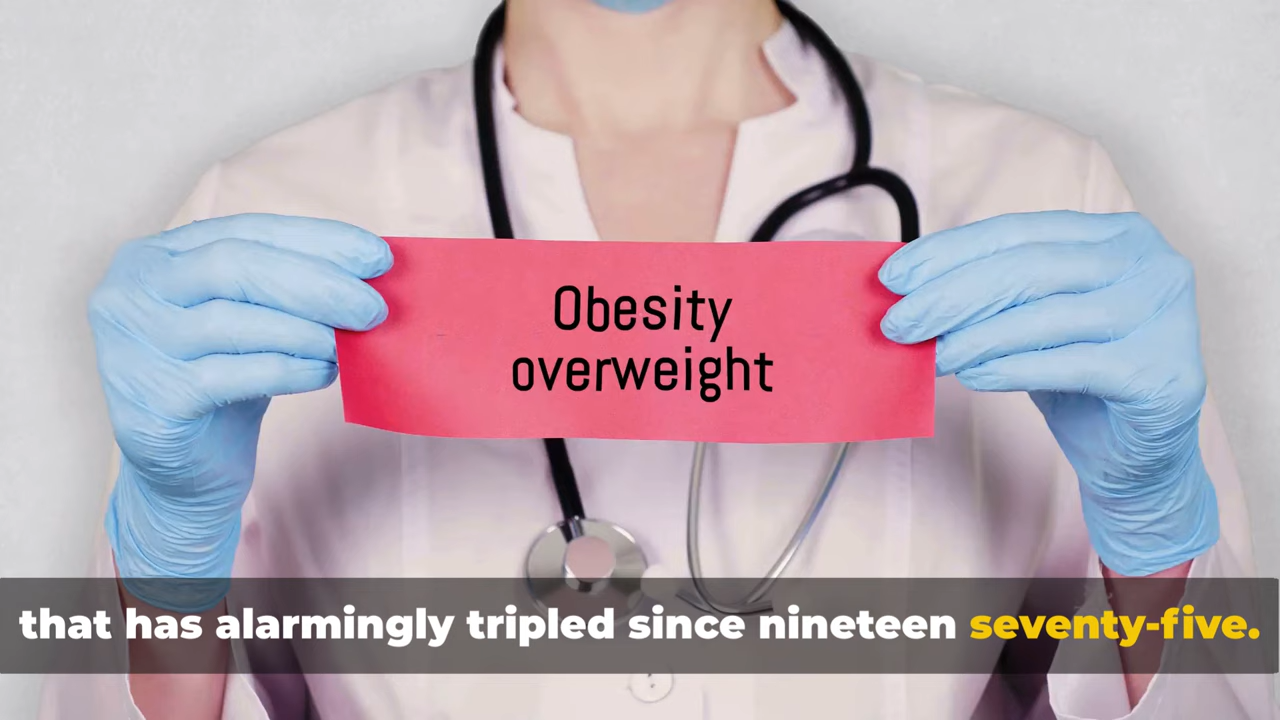 Obesity
overweight
that has alarmingly tripled since nineteen seventy-five.